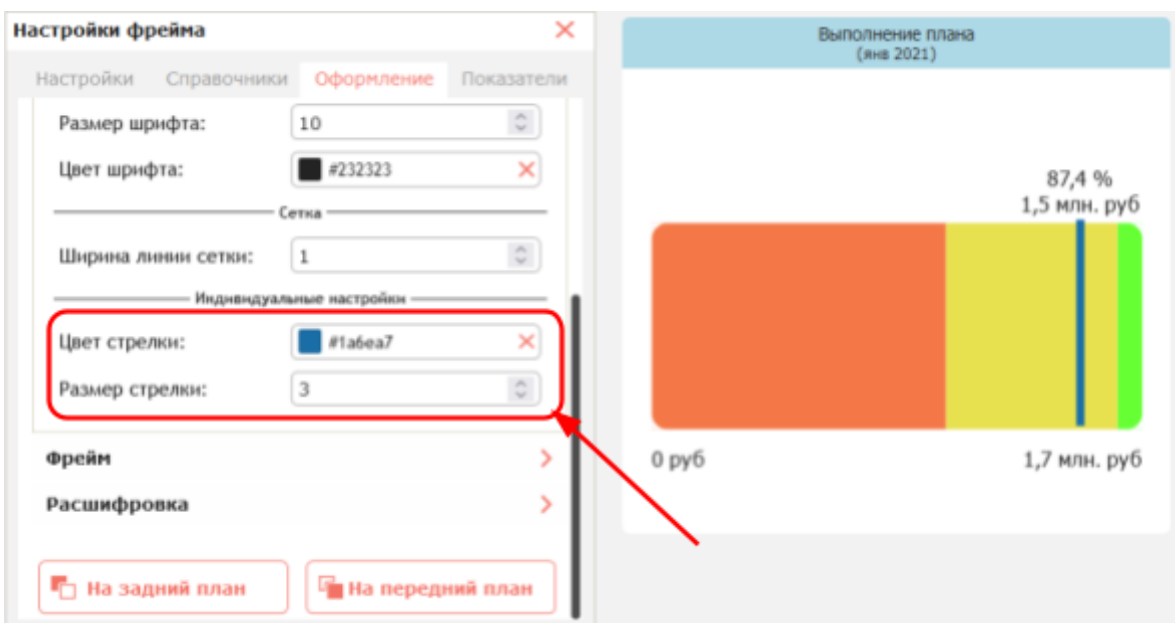 Настройки фрейма
Настройки Справочники Оформление Показатели
Размер шрифта: 10
Цвет шрифта: #232323
Сетка
Ширина линии сетки: 1
Индивидуальные настройки
Цвет стрелки: #1a6ea7
Размер стрелки: 3
Фрейм
Расшифровка
На задний план На передний план
Выполнение плана
(янв 2021)
87,4 %
1,5 млн. руб
0 руб 1,7 млн. руб